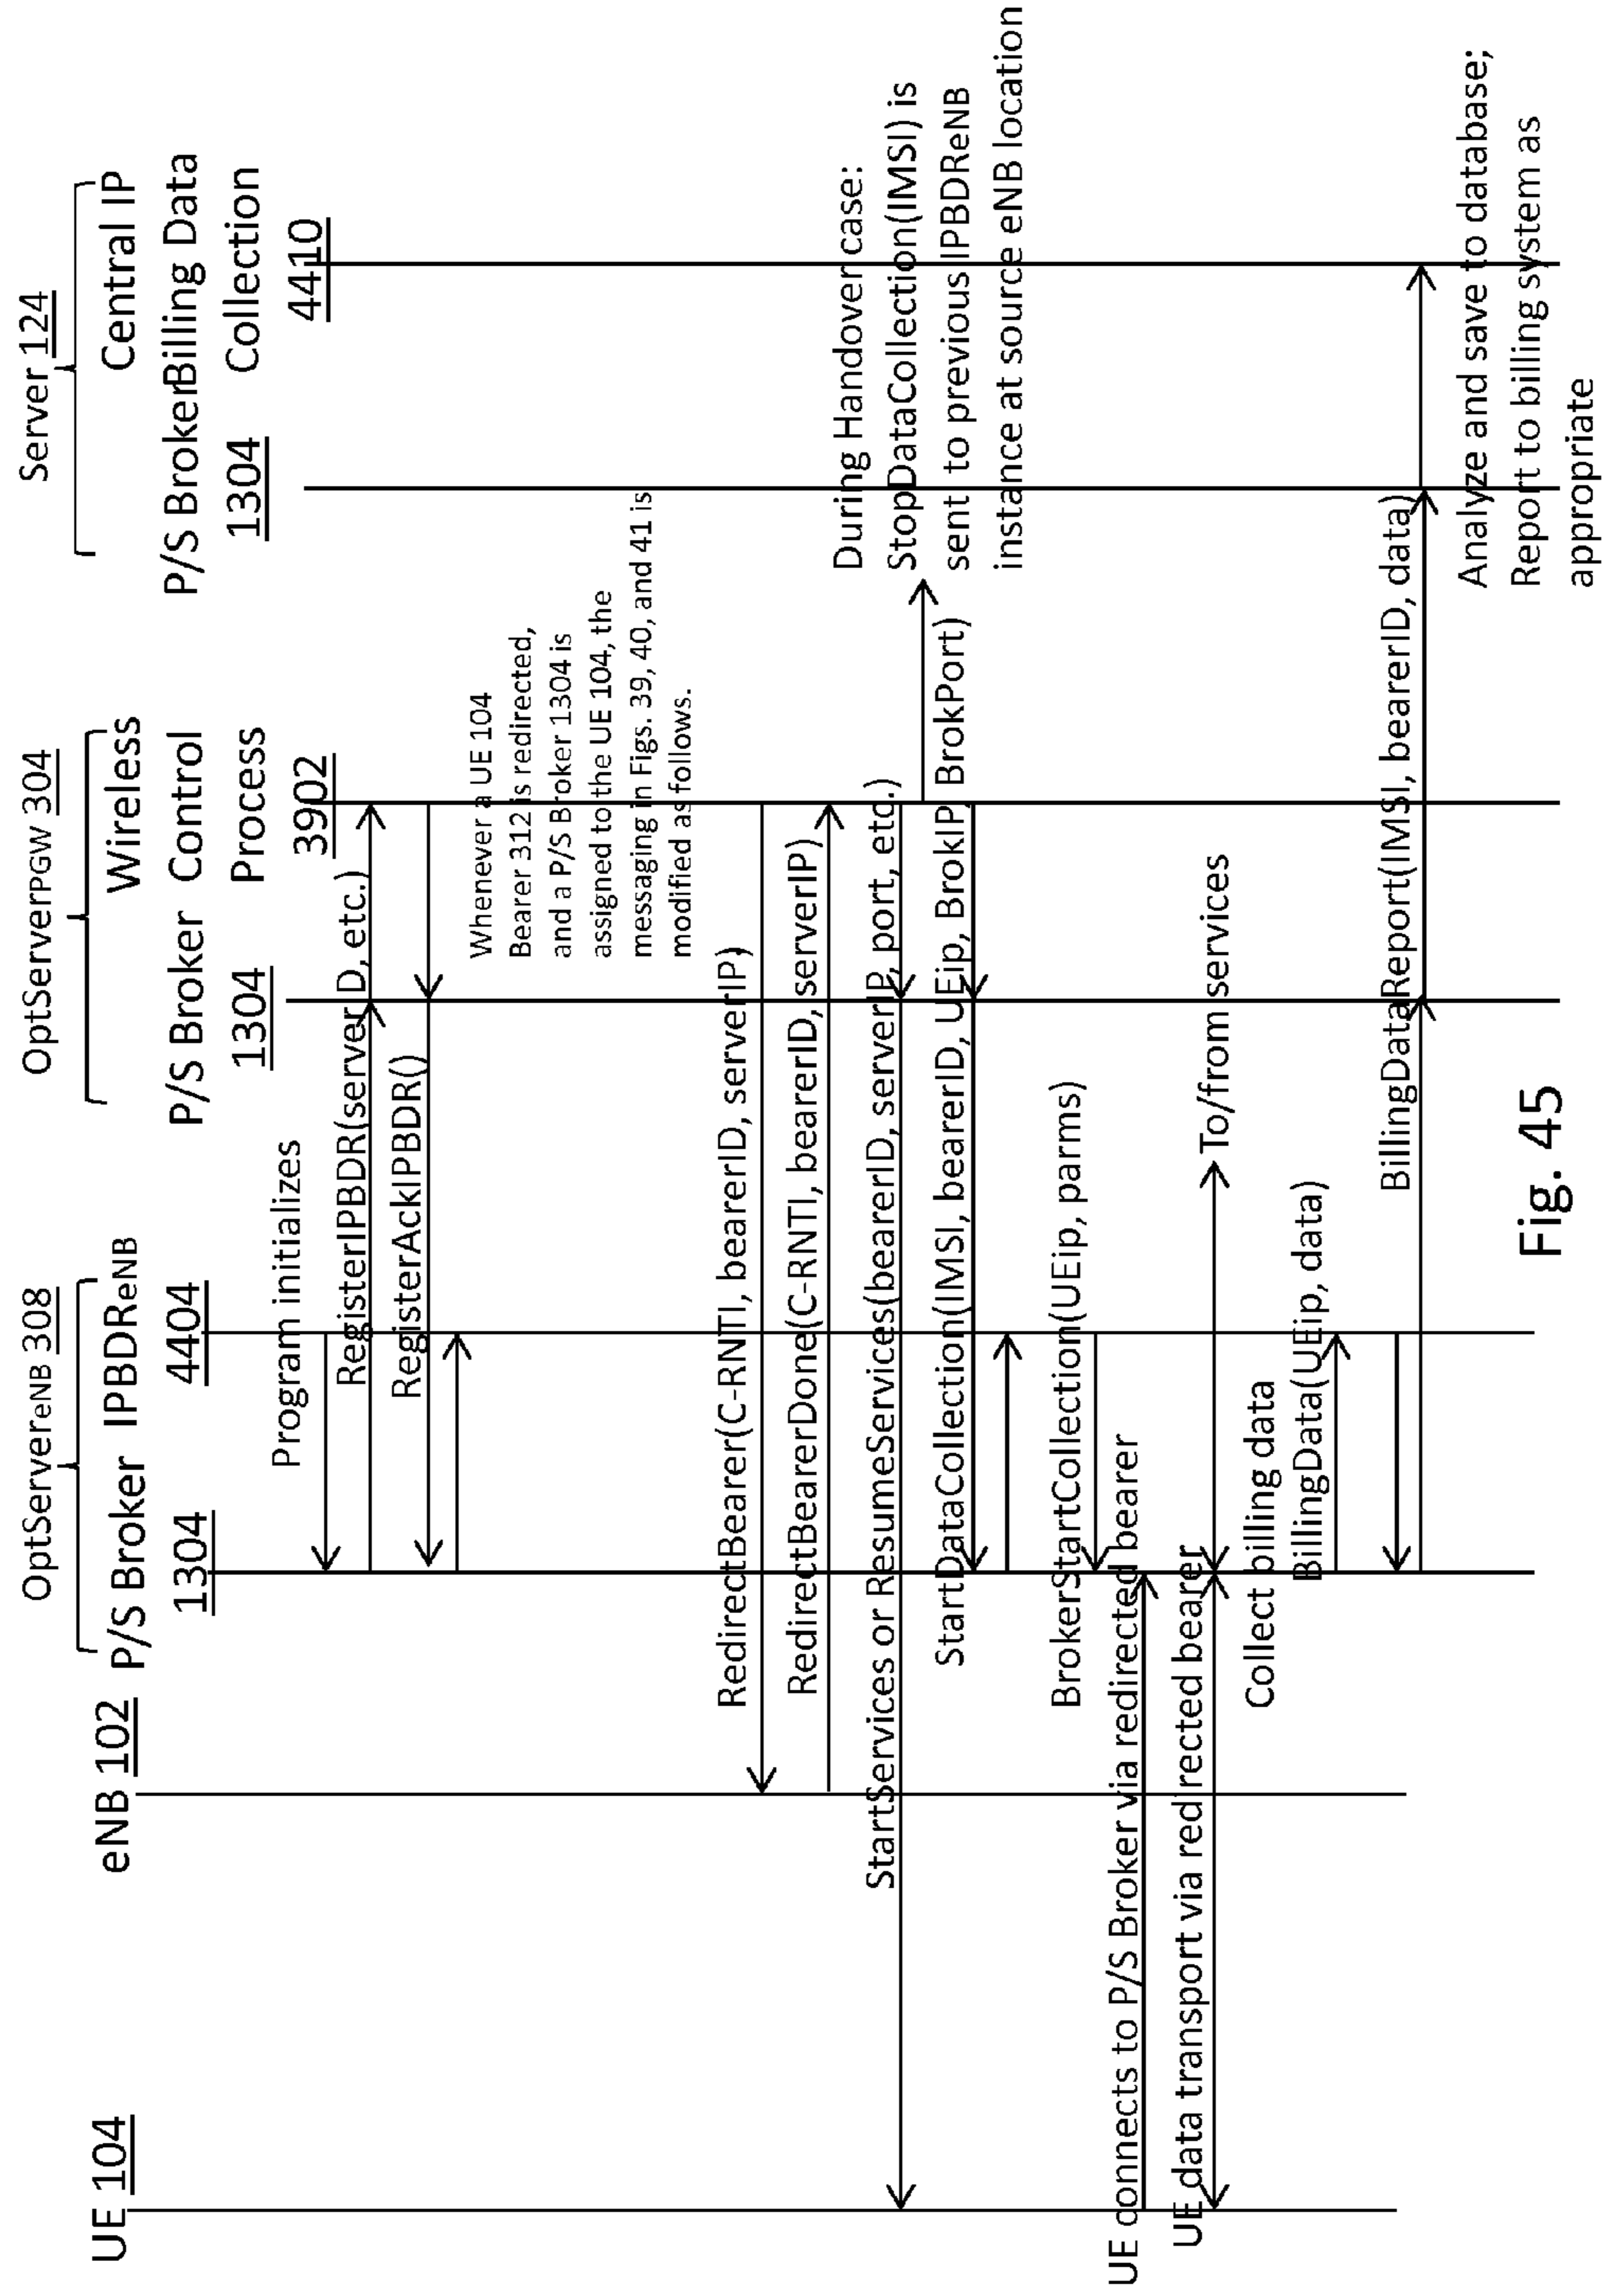 UE 104
eNB 102
OptServereNB 308
P/S Broker
1304
IPBDReNB
4404
OptServerPGW 304
P/S Broker
1304
Wireless
Control
Process
3902
Server 124
P/S Broker
1304
Central IP
Billing Data
Collection
4410
Program initializes
RegisterIPBDR(serverID, etc.)
RegisterAckIPBDR()
Whenever a UE 104
Bearer 312 is redirected,
and a P/S Broker 1304 is
assigned to the UE 104, the
messaging in Figs. 39, 40, and 41 is
modified as follows.
RedirectBearer(C-RNTI, bearerID, serverIP)
RedirectBearerDone(C-RNTI, bearerID, serverIP)
StartServices or ResumeServices(bearerID, serverIP, port, etc.)
During Handover case:
StopDataCollection(IMSI) is
sent to previous IPBDReNB
instance at source eNB location
StartDataCollection(IMSI, bearerID, UEip, BrokIP, BrokPort)
BrokerStartCollection(UEip, parms)
UE connects to P/S Broker via redirected bearer
UE data transport via redirected bearer
To/from services
Collect billing data
BillingData(UEip, data)
BillingDataReport(IMSI, bearerID, data)
Analyze and save to database;
Report to billing system as
appropriate
Fig. 45